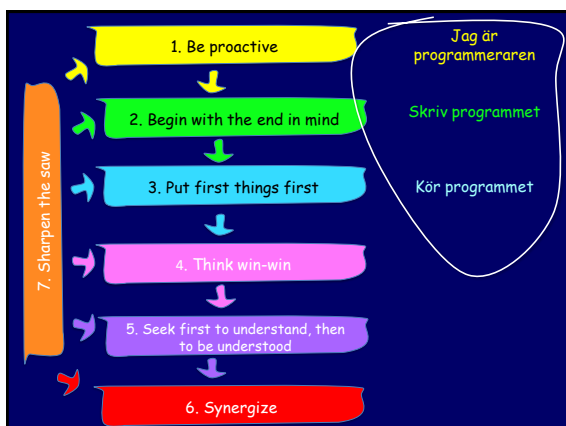 1. Be proactive
Jag är
programmeraren
2. Begin with the end in mind
Skriv programmet
3. Put first things first
Kör programmet
4. Think win-win
5. Seek first to understand, then
to be understood
6. Synergize
7. Sharpen the saw